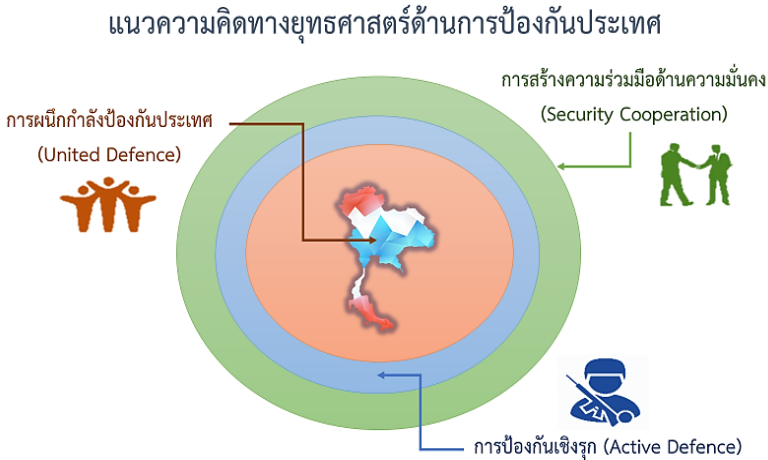 แนวความคิดทางยุทธศาสตร์ด้านการป้องกันประเทศ
การสร้างความร่วมมือด้านความมั่นคง
(Security Cooperation)
การผนึกกำลังป้องกันประเทศ
(United Defence)
การป้องกันเชิงรุก (Active Defence)